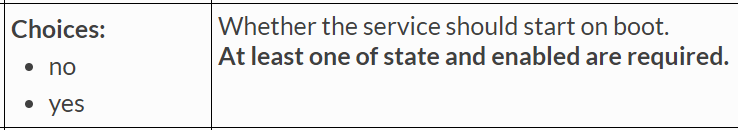 Choices:
no
yes
Whether the service should start on boot.
At least one of state and enabled are required.